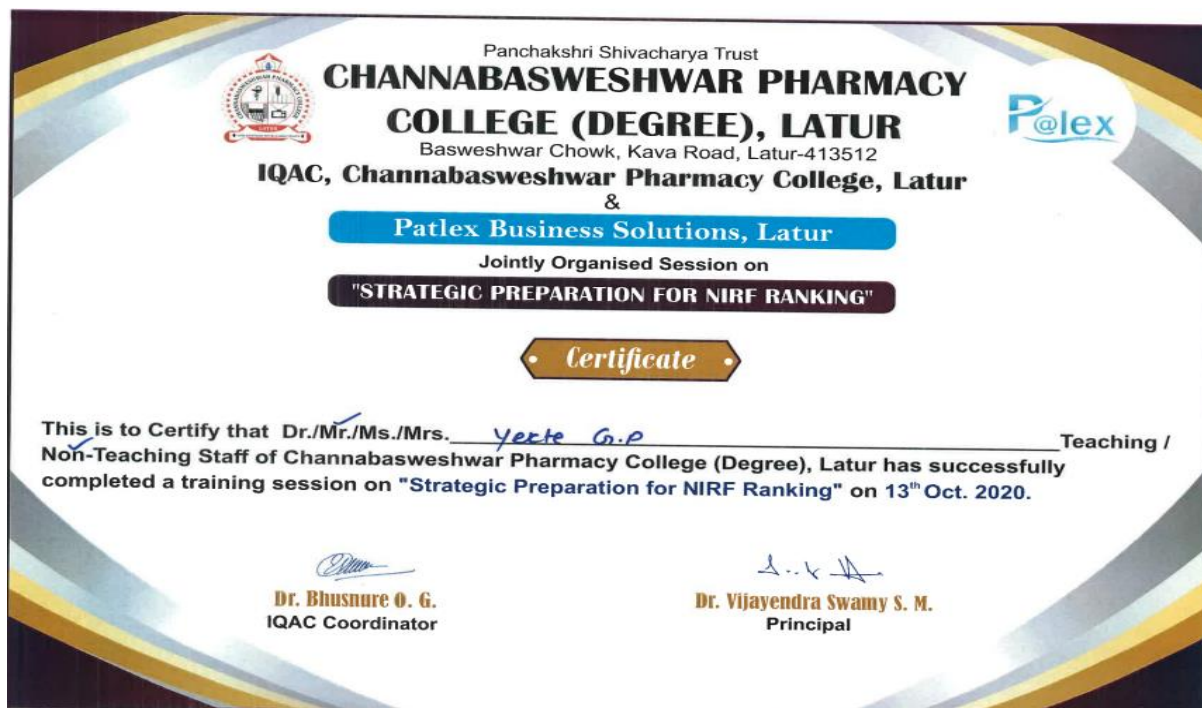 Panchakshri Shivacharya Trust
CHANNABASWESHWAR PHARMACY
COLLEGE (DEGREE), LATUR
Basweshwar Chowk, Kava Road, Latur-413512
IQAC, Channabasweshwar Pharmacy College, Latur
&
Patlex Business Solutions, Latur
Jointly Organised Session on
"STRATEGIC PREPARATION FOR NIRF RANKING"
Certificate
This is to Certify that Dr./Mr./Ms./Mrs. G.P Teaching /
Non-Teaching Staff of Channabasweshwar Pharmacy College (Degree), Latur has successfully
completed a training session on "Strategic Preparation for NIRF Ranking" on 13th Oct. 2020.
Dr. Bhusnure O. G.
IQAC Coordinator
Dr. Vijayendra Swamy S. M.
Principal
P@lex
LATUR